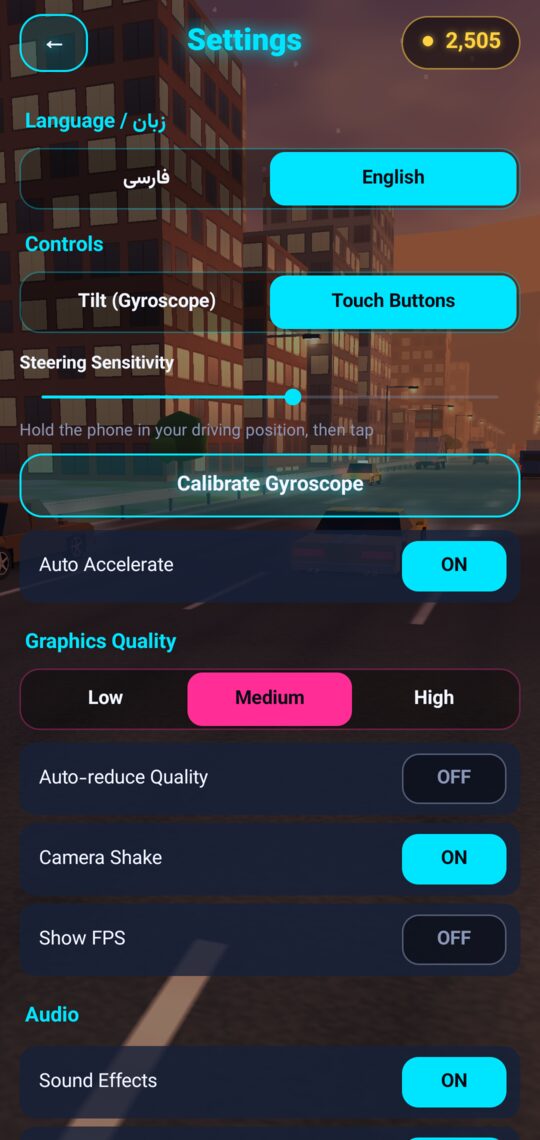 ←
Settings
2,505
Language / زبان
فارسی
English
Controls
Tilt (Gyroscope)
Touch Buttons
Steering Sensitivity
Hold the phone in your driving position, then tap
Calibrate Gyroscope
Auto Accelerate
ON
Graphics Quality
Low
Medium
High
Auto-reduce Quality
OFF
Camera Shake
ON
Show FPS
OFF
Audio
Sound Effects
ON